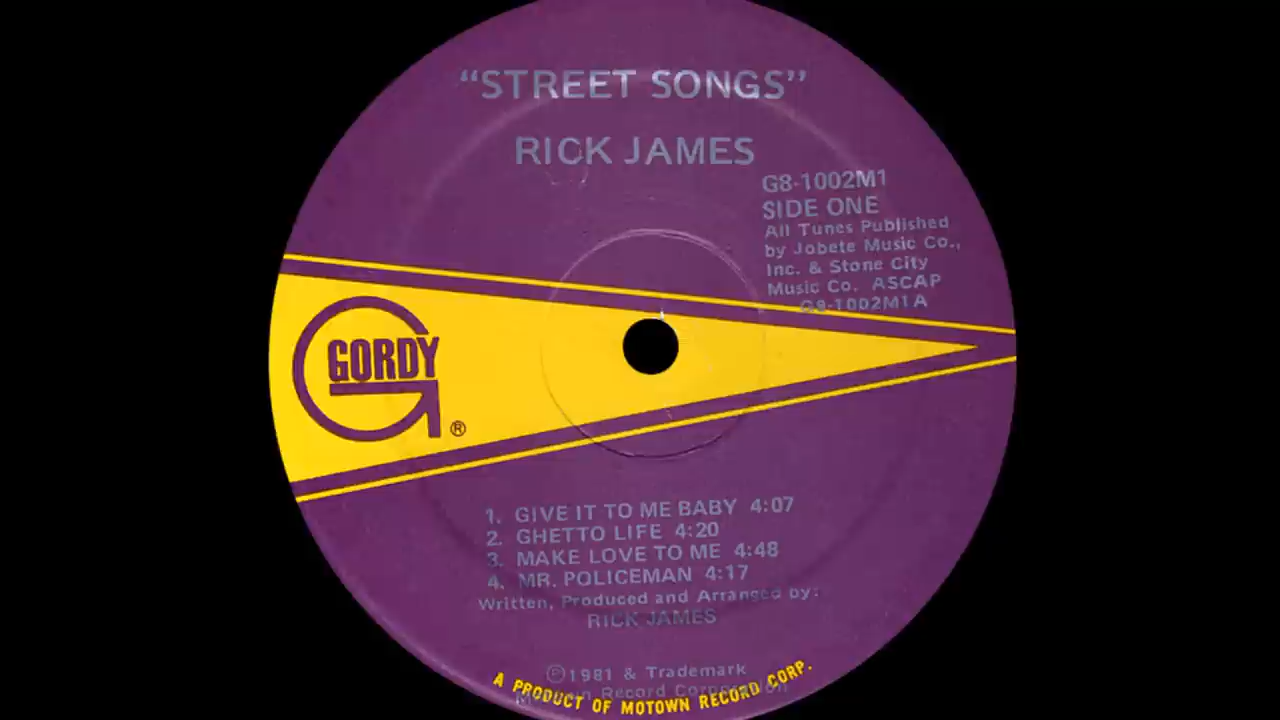 “STREET SONGS”
RICK JAMES
G8-1002M1
SIDE ONE
All Tunes Published
by Jobete Music Co.,
Inc. & Stone City
Music Co. ASCAP
G8-1002M1A
GORDY
®
1. GIVE IT TO ME BABY 4:07
2. GHETTO LIFE 4:20
3. MAKE LOVE TO ME 4:48
4. MR. POLICEMAN 4:17
Written, Produced and Arranged by:
RICK JAMES
℗1981 & Trademark
Motown Record Corporation
A PRODUCT OF MOTOWN RECORD CORP.